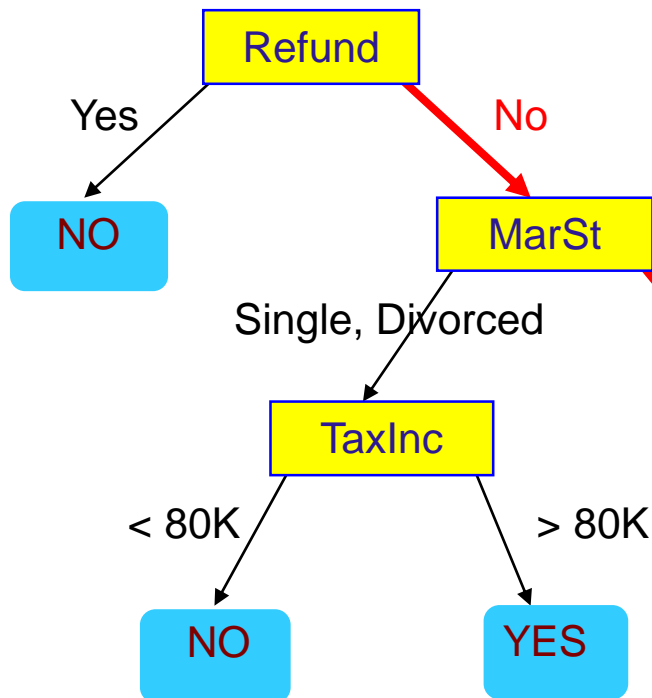 Refund
Yes
No
NO
MarSt
Single, Divorced
TaxInc
< 80K
> 80K
NO
YES